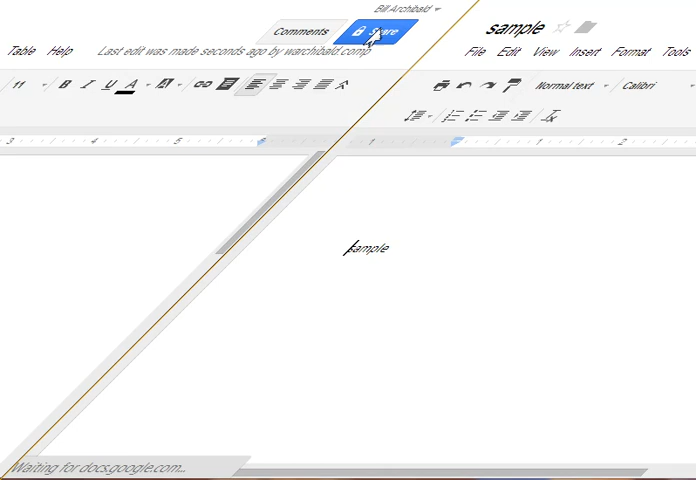 Bill Archibald
Comments
Share
sample
Table Help
Last edit was made seconds ago by warchibald.comp
File Edit View Insert Format Tools
11 B I U A A
Normal text Calibri
3 4 5 6 1 1 2
sample
Waiting for docs.google.com...